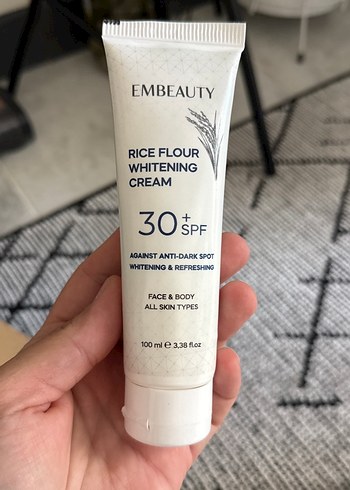 EMBEAUTY
RICE FLOUR
WHITENING
CREAM
30+ SPF
AGAINST ANTI-DARK SPOT
WHITENING & REFRESHING
FACE & BODY
ALL SKIN TYPES
100 ml ℮ 3,38 fl.oz